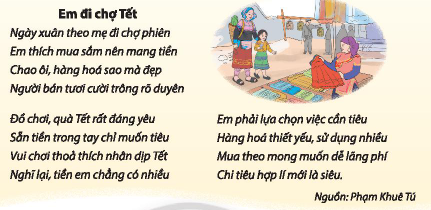 Em đi chợ Tết
Ngày xuân theo mẹ đi chợ phiên
Em thích mua sắm nên mang tiền
Chao ôi, hàng hoá sao mà đẹp
Người bán tươi cười trông rõ duyên
Đồ chơi, quà Tết rất đáng yêu
Sẵn tiền trong tay chỉ muốn tiêu
Vui chơi thoả thích nhân dịp Tết
Nghĩ lại, tiền em chẳng có nhiều
Em phải lựa chọn việc cần tiêu
Hàng hoá thiết yếu, sử dụng nhiều
Mua theo mong muốn dễ lãng phí
Chi tiêu hợp lí mới là siêu.
Nguồn: Phạm Khuê Tú